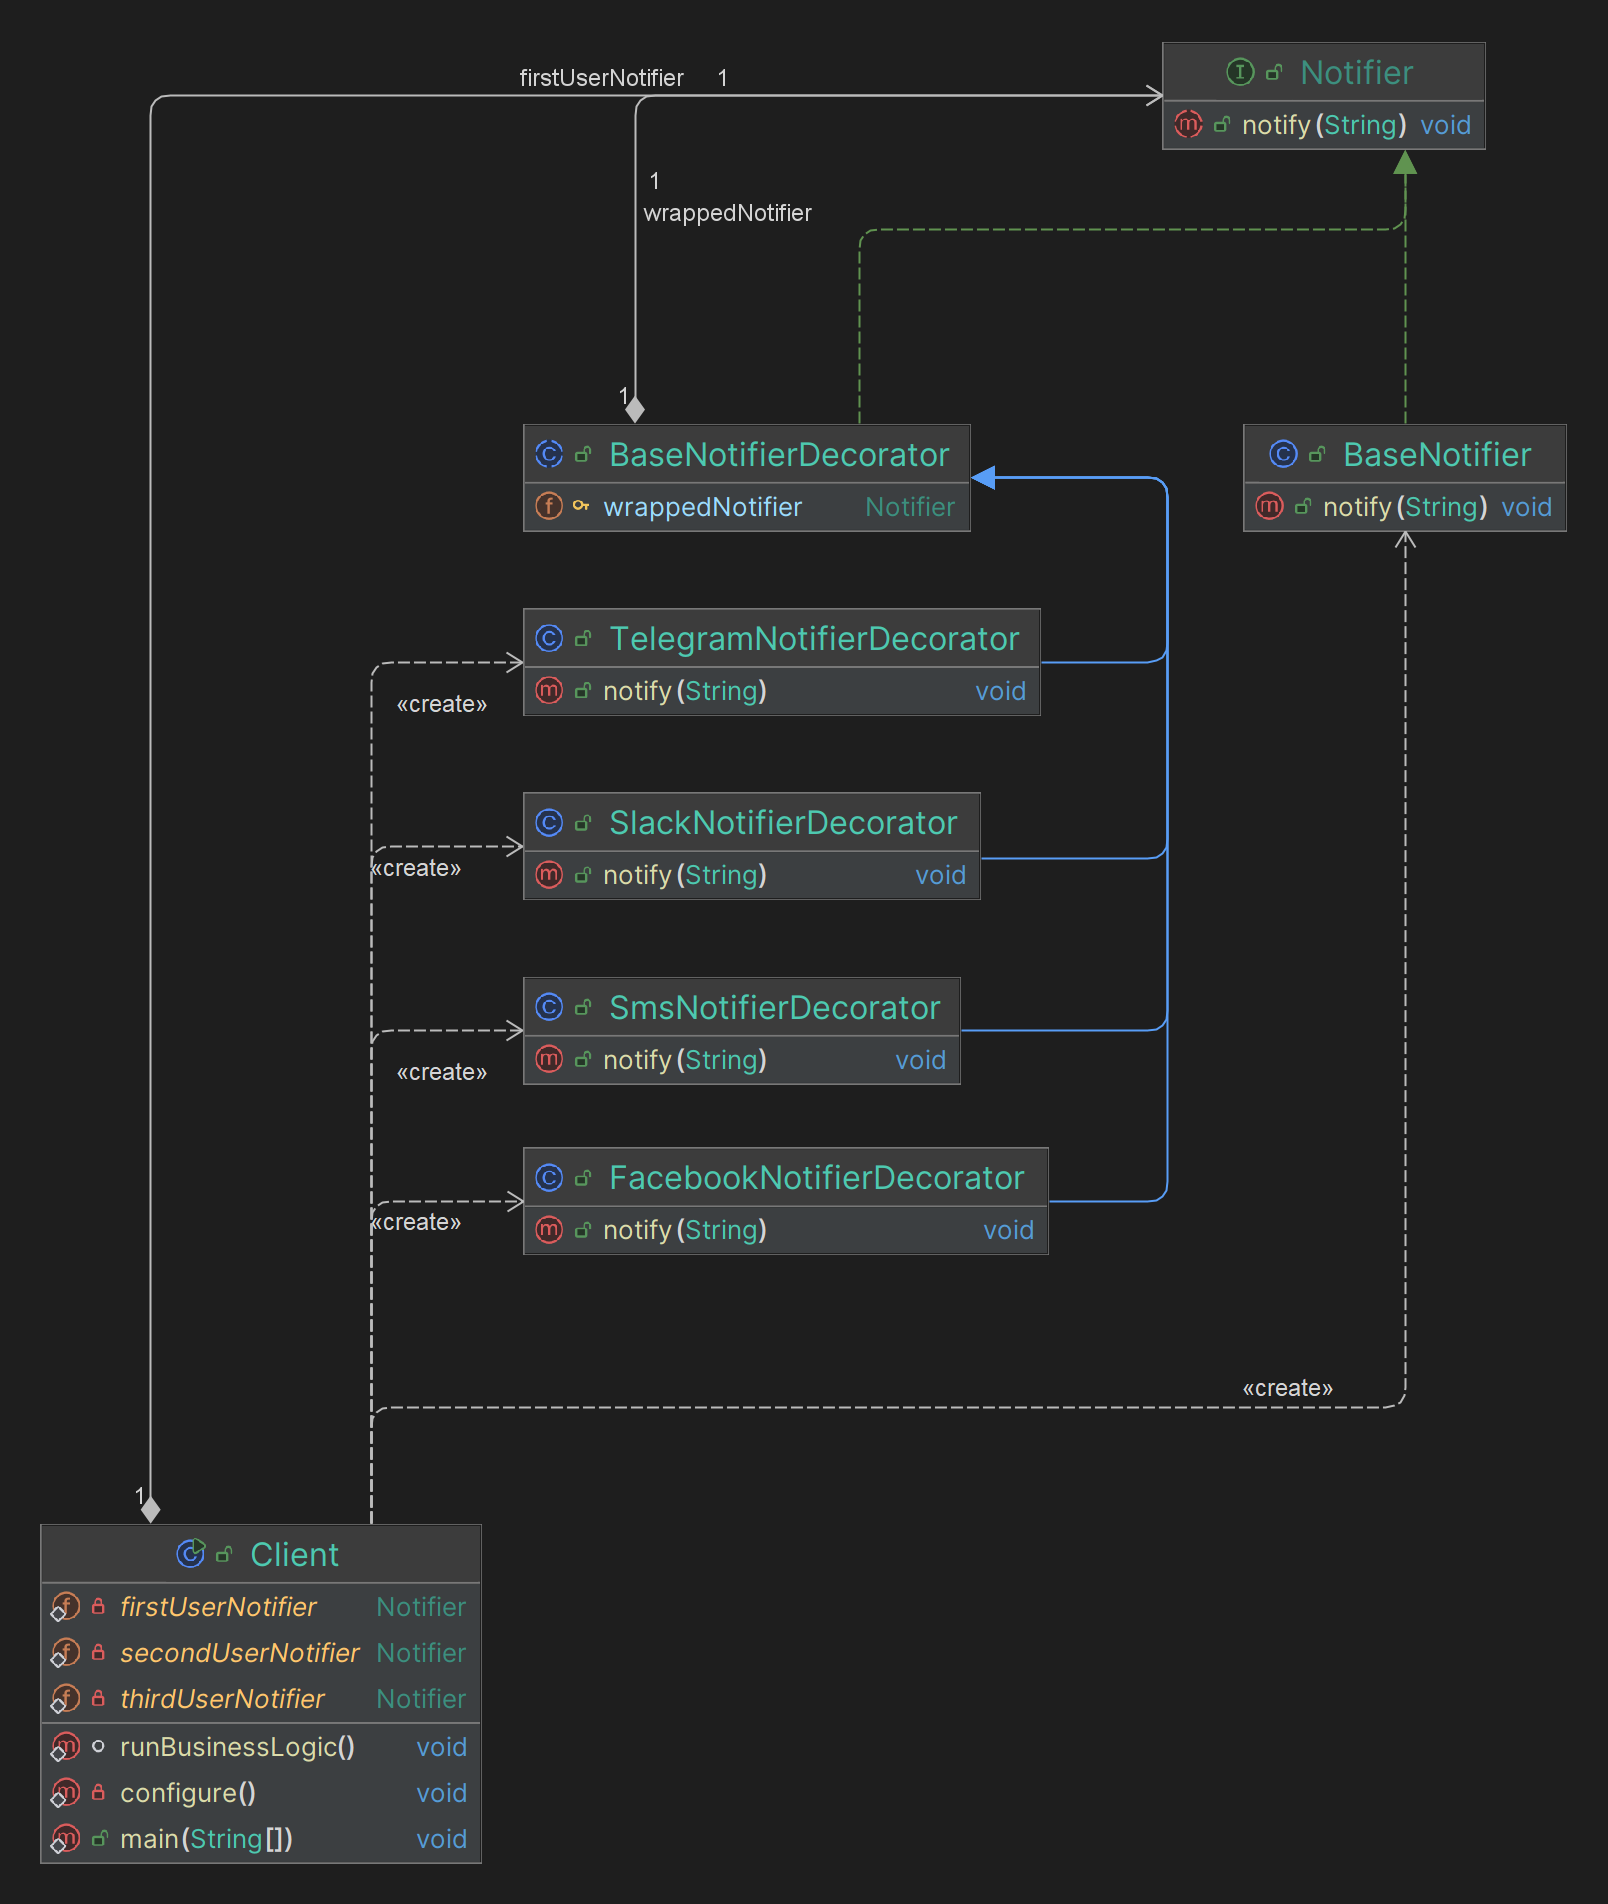 firstUserNotifier 1
Notifier
notify(String) void
1
wrappedNotifier
1
BaseNotifierDecorator
wrappedNotifier Notifier
BaseNotifier
notify(String) void
TelegramNotifierDecorator
notify(String) void
«create»
SlackNotifierDecorator
notify(String) void
«create»
SmsNotifierDecorator
notify(String) void
«create»
FacebookNotifierDecorator
notify(String) void
«create»
«create»
1
Client
firstUserNotifier Notifier
secondUserNotifier Notifier
thirdUserNotifier Notifier
runBusinessLogic() void
configure() void
main(String[]) void